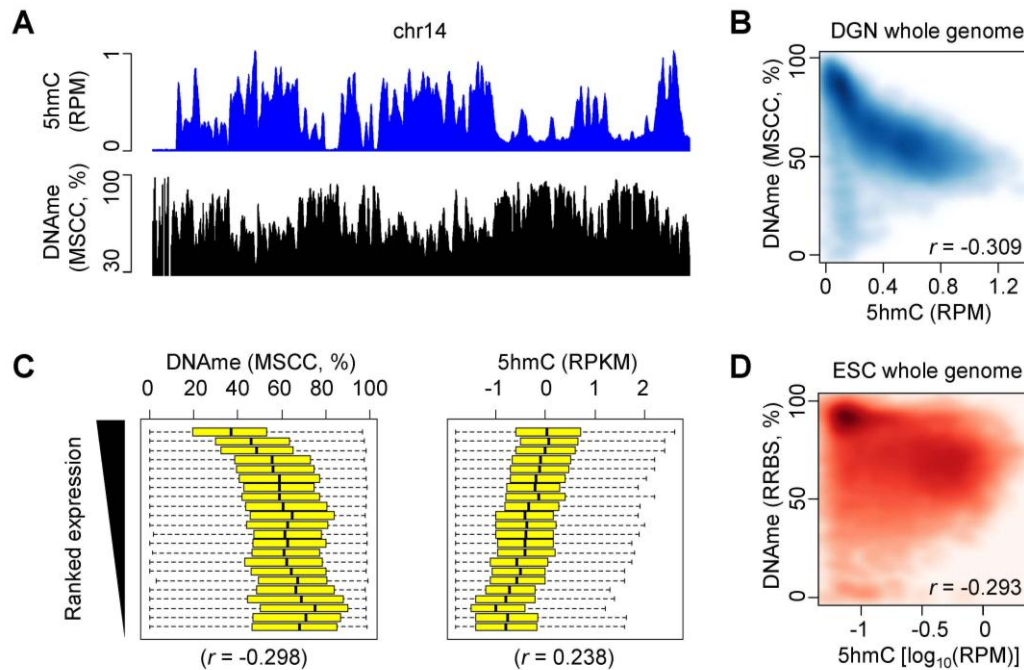 A
chr14
5hmC
(RPM)
1
0
DNAme
(MSCC, %)
100
30
B
DGN whole genome
DNAme (MSCC, %)
100
50
0
r = -0.309
0 0.4 0.8 1.2
5hmC (RPM)
C
DNAme (MSCC, %)
0 20 40 60 80 100
Ranked expression
(r = -0.298)
5hmC (RPKM)
-1 0 1 2
(r = 0.238)
D
ESC whole genome
DNAme (RRBS, %)
100
50
0
r = -0.293
-1 -0.5 0
5hmC [log10(RPM)]